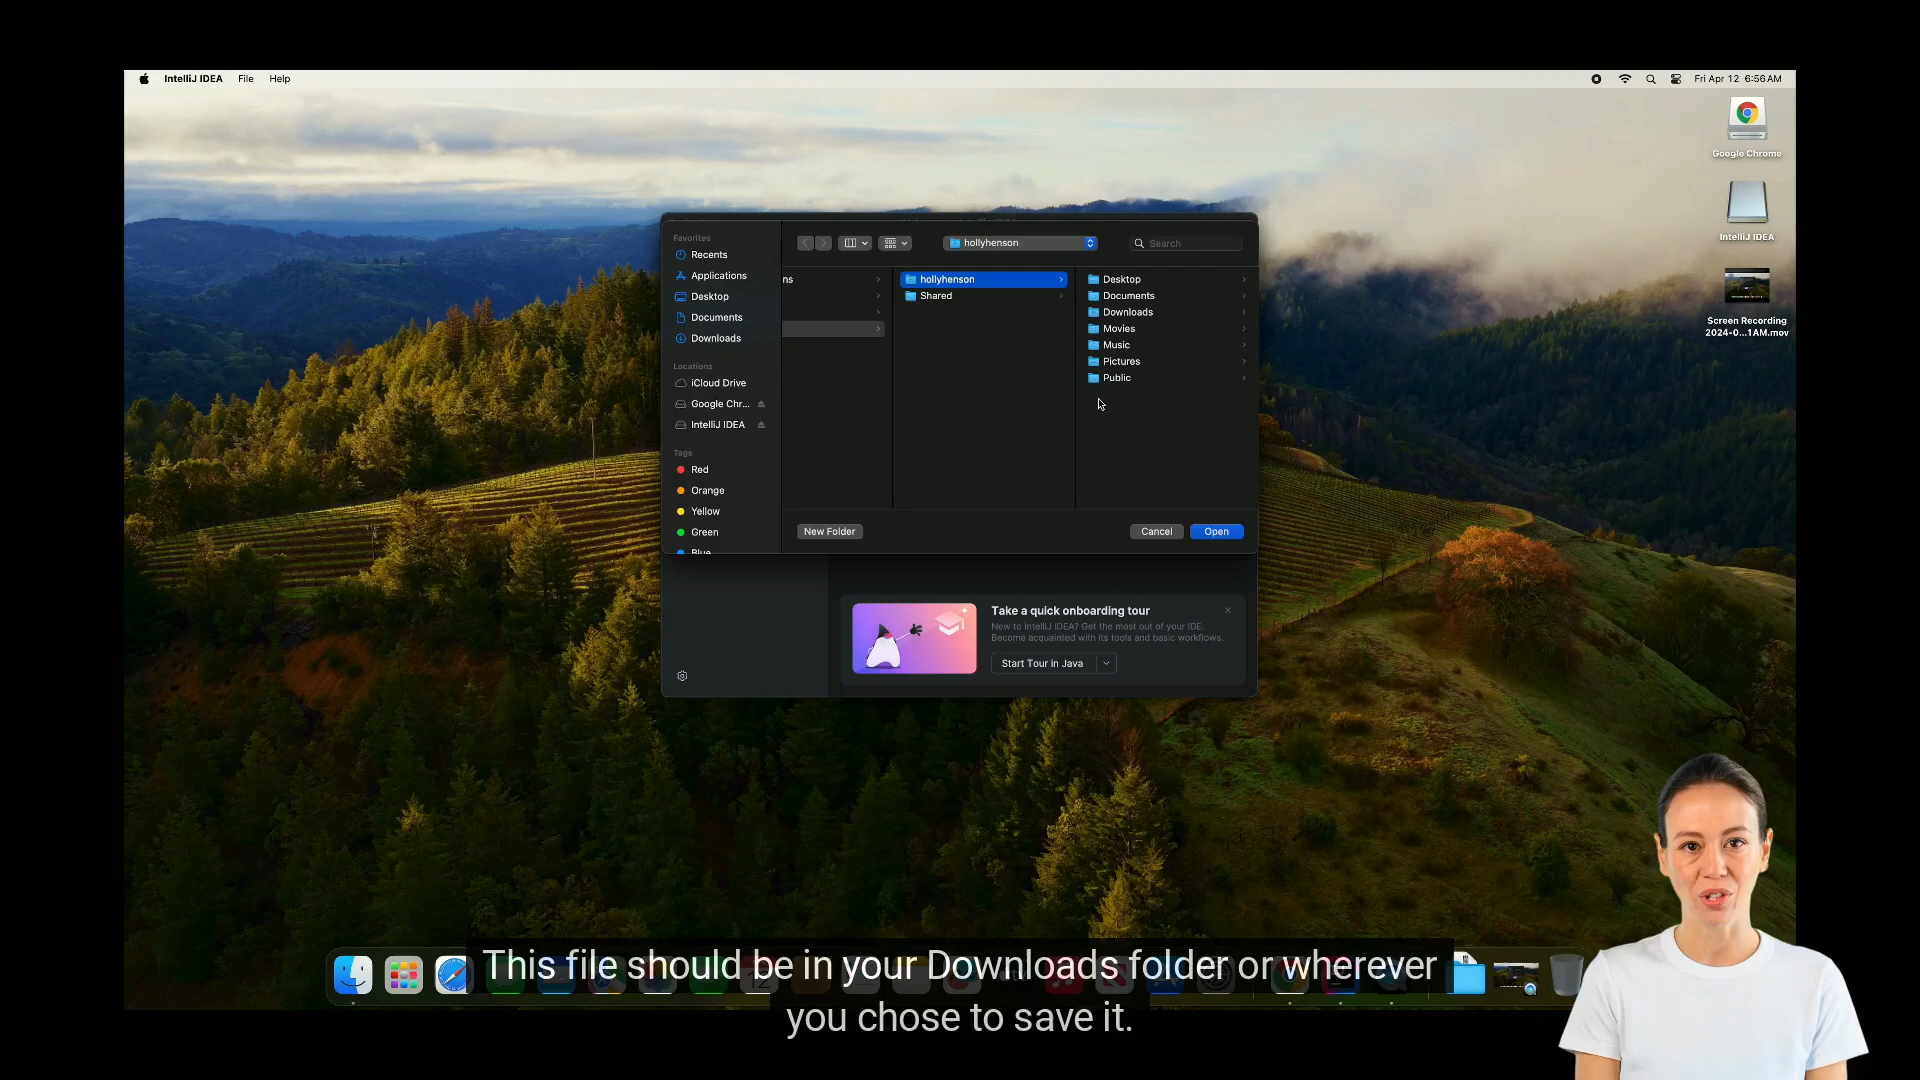 IntelliJ IDEA File Help
Fri Apr 12 6:56AM
Google Chrome
IntelliJ IDEA
Screen Recording
2024-0...1AM.mov
Favorites
Recents
Applications
Desktop
Documents
Downloads
Locations
iCloud Drive
Google Chr...
IntelliJ IDEA
Tags
Red
Orange
Yellow
Green
Blue
hollyhenson
Search
ns
hollyhenson
Shared
Desktop
Documents
Downloads
Movies
Music
Pictures
Public
New Folder
Cancel
Open
Take a quick onboarding tour
New to IntelliJ IDEA? Get the most out of your IDE.
Become acquainted with its tools and basic workflows.
Start Tour in Java
This file should be in your Downloads folder or wherever
you chose to save it.